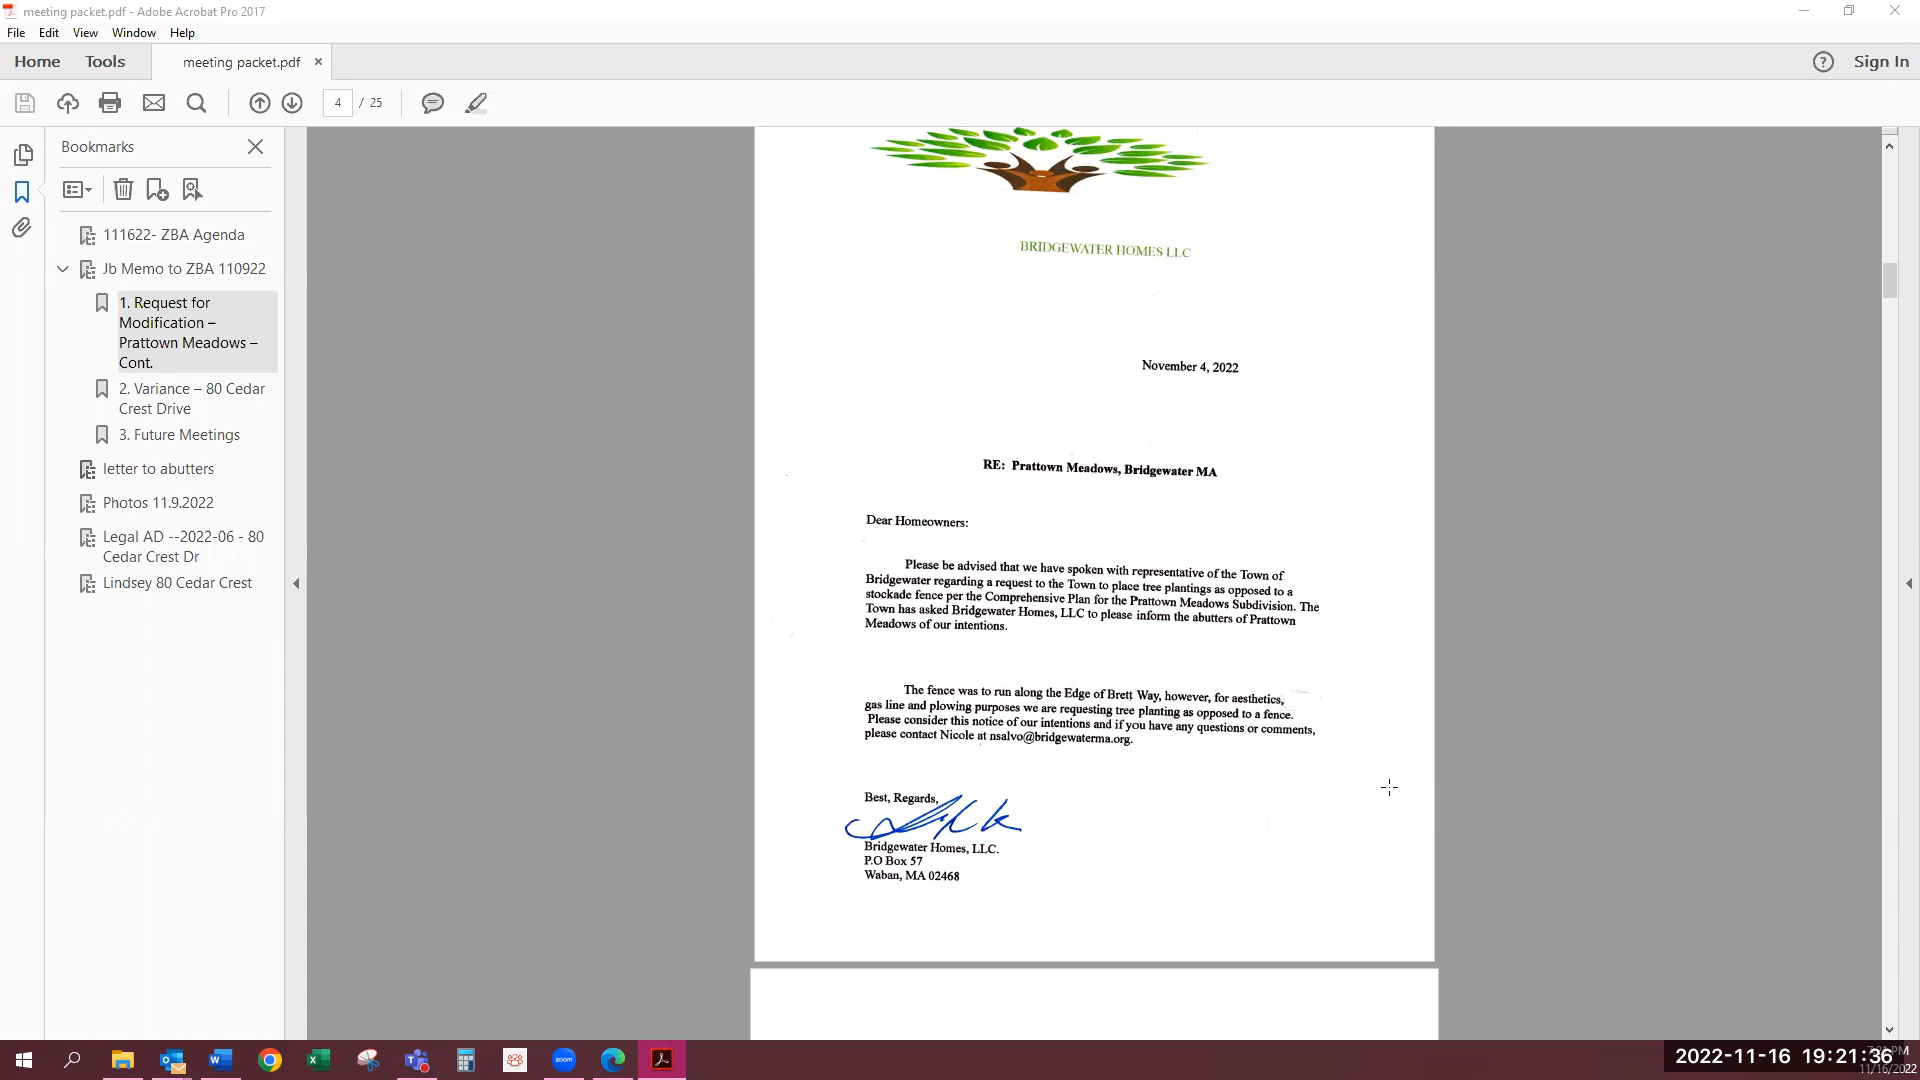 meeting packet.pdf - Adobe Acrobat Pro 2017
File Edit View Window Help
Home Tools meeting packet.pdf × Sign In
4 / 25
Bookmarks
111622- ZBA Agenda
Jb Memo to ZBA 110922
1. Request for
Modification –
Prattown Meadows –
Cont.
2. Variance – 80 Cedar
Crest Drive
3. Future Meetings
letter to abutters
Photos 11.9.2022
Legal AD --2022-06 - 80
Cedar Crest Dr
Lindsey 80 Cedar Crest
BRIDGEWATER HOMES LLC
November 4, 2022
RE: Prattown Meadows, Bridgewater MA
Dear Homeowners:
Please be advised that we have spoken with representative of the Town of
Bridgewater regarding a request to the Town to place tree plantings as opposed to a
stockade fence per the Comprehensive Plan for the Prattown Meadows Subdivision. The
Town has asked Bridgewater Homes, LLC to please inform the abutters of Prattown
Meadows of our intentions.
The fence was to run along the Edge of Brett Way, however, for aesthetics,
gas line and plowing purposes we are requesting tree planting as opposed to a fence.
Please consider this notice of our intentions and if you have any questions or comments,
please contact Nicole at nsalvo@bridgewaterma.org.
Best, Regards,
Bridgewater Homes, LLC.
P.O Box 57
Waban, MA 02468
zoom
2022-11-16 19:21:36
11/16/2022